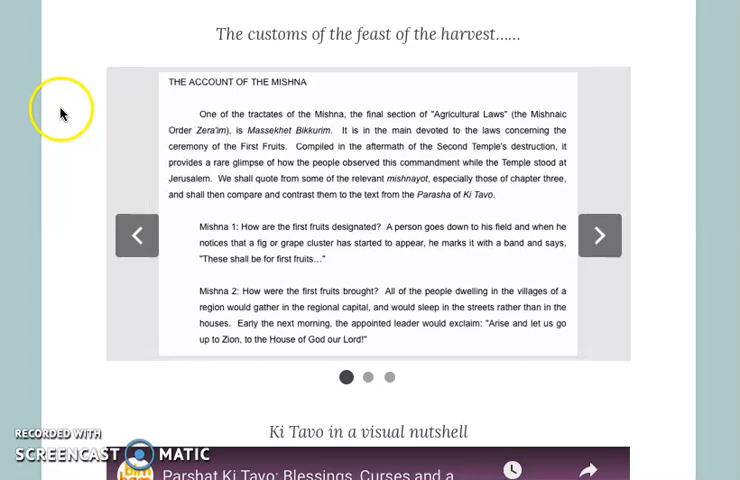 The customs of the feast of the harvest……
THE ACCOUNT OF THE MISHNA
One of the tractates of the Mishna, the final section of "Agricultural Laws" (the Mishnaic
Order Zera'im), is Massekhet Bikkurim. It is in the main devoted to the laws concerning the
ceremony of the First Fruits. Compiled in the aftermath of the Second Temple's destruction, it
provides a rare glimpse of how the people observed this commandment while the Temple stood at
Jerusalem. We shall quote from some of the relevant mishnayot, especially those of chapter three,
and shall then compare and contrast them to the text from the Parasha of Ki Tavo.
Mishna 1: How are the first fruits designated? A person goes down to his field and when he
notices that a fig or grape cluster has started to appear, he marks it with a band and says,
"These shall be for first fruits…"
Mishna 2: How were the first fruits brought? All of the people dwelling in the villages of a
region would gather in the regional capital, and would sleep in the streets rather than in the
houses. Early the next morning, the appointed leader would exclaim: "Arise and let us go
up to Zion, to the House of God our Lord!"
Ki Tavo in a visual nutshell
RECORDED WITH
SCREENCAST MATIC
bim
bam
Parshat Ki Tavo: Blessings, Curses and a